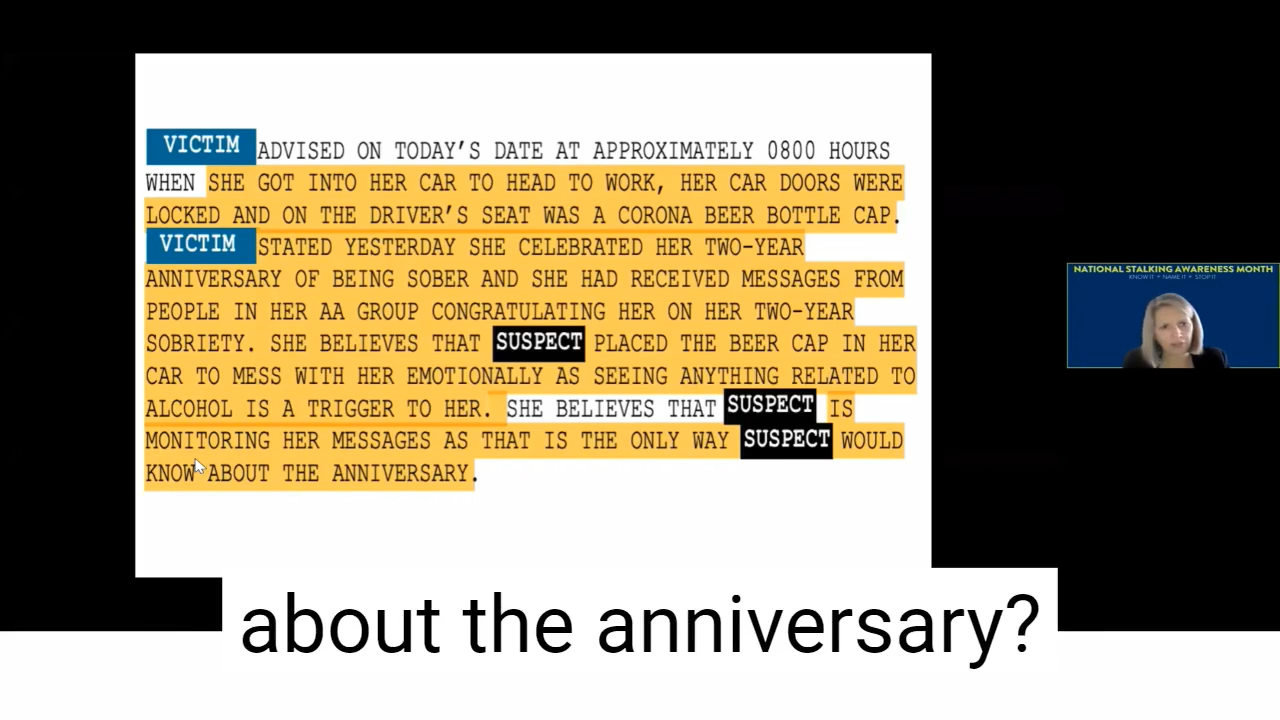 VICTIM ADVISED ON TODAY'S DATE AT APPROXIMATELY 0800 HOURS
WHEN SHE GOT INTO HER CAR TO HEAD TO WORK, HER CAR DOORS WERE
LOCKED AND ON THE DRIVER'S SEAT WAS A CORONA BEER BOTTLE CAP.
VICTIM STATED YESTERDAY SHE CELEBRATED HER TWO-YEAR
ANNIVERSARY OF BEING SOBER AND SHE HAD RECEIVED MESSAGES FROM
PEOPLE IN HER AA GROUP CONGRATULATING HER ON HER TWO-YEAR
SOBRIETY. SHE BELIEVES THAT SUSPECT PLACED THE BEER CAP IN HER
CAR TO MESS WITH HER EMOTIONALLY AS SEEING ANYTHING RELATED TO
ALCOHOL IS A TRIGGER TO HER. SHE BELIEVES THAT SUSPECT IS
MONITORING HER MESSAGES AS THAT IS THE ONLY WAY SUSPECT WOULD
KNOW ABOUT THE ANNIVERSARY.
NATIONAL STALKING AWARENESS MONTH
KNOW IT • NAME IT • STOP IT
about the anniversary?